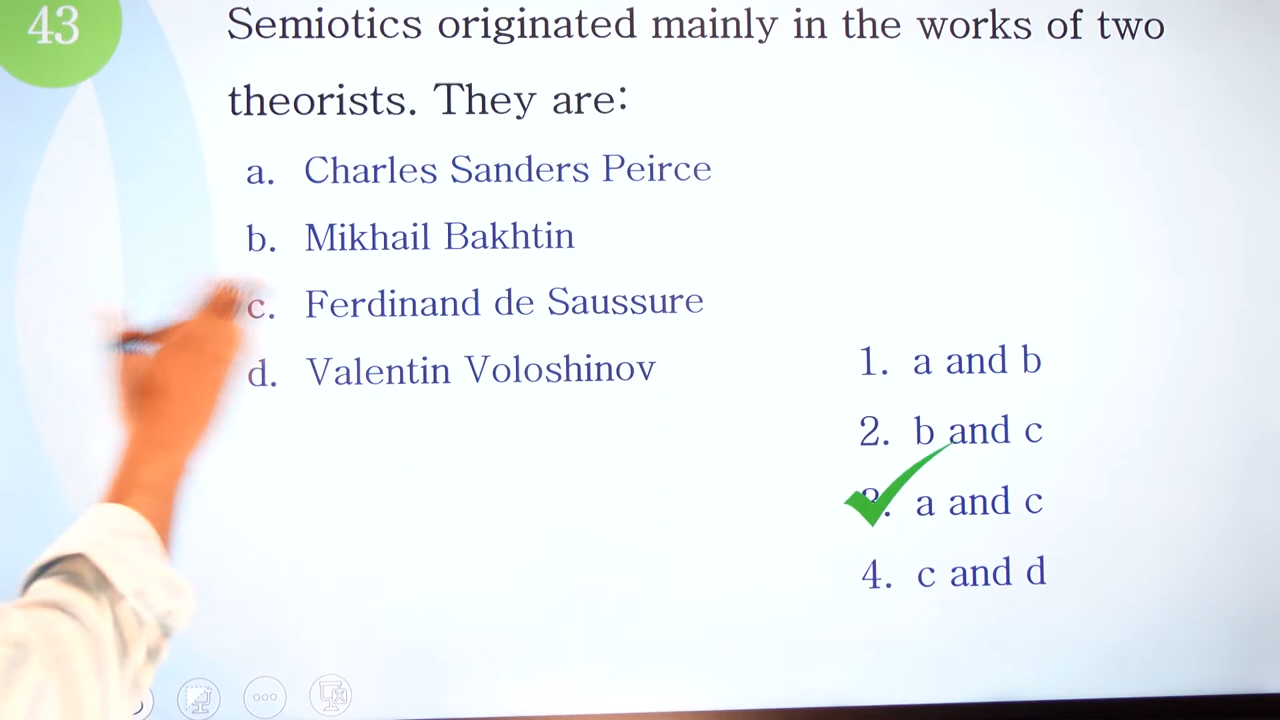 43
Semiotics originated mainly in the works of two
theorists. They are:
a. Charles Sanders Peirce
b. Mikhail Bakhtin
c. Ferdinand de Saussure
d. Valentin Voloshinov
1. a and b
2. b and c
3. a and c
4. c and d